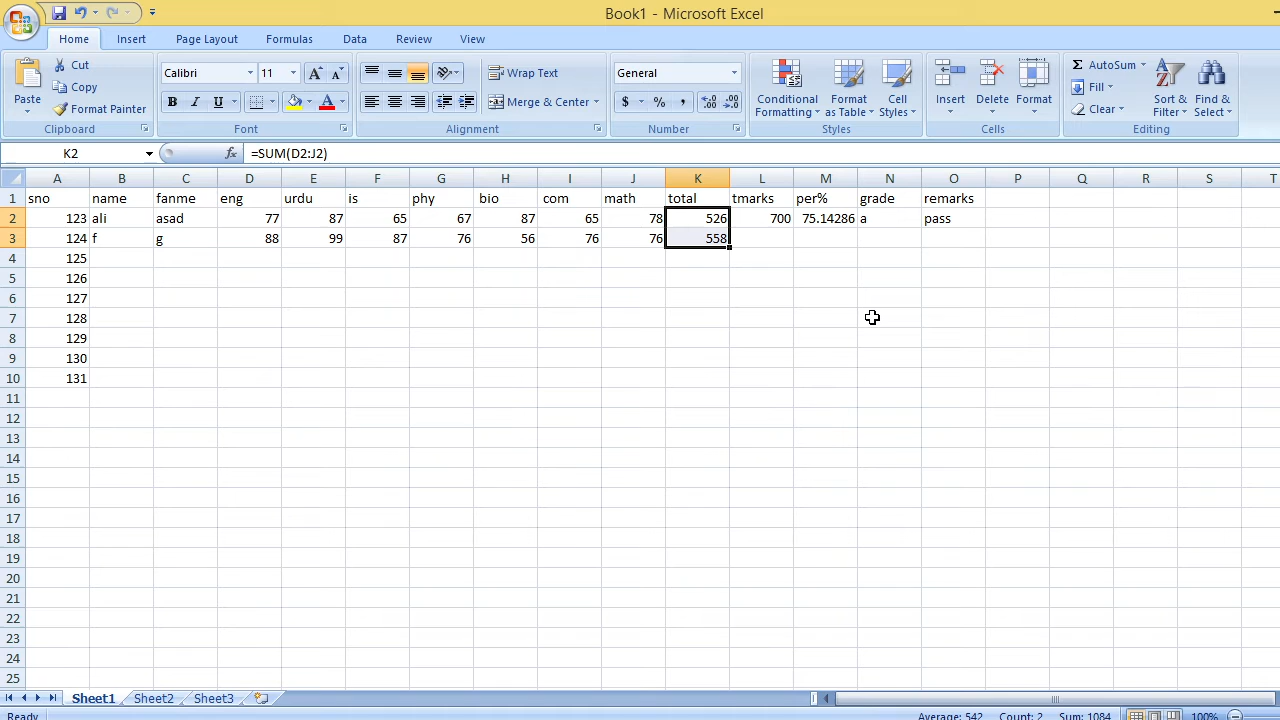 Book1 - Microsoft Excel
Home Insert Page Layout Formulas Data Review View
Paste Cut Copy Format Painter
Clipboard
Calibri 11 A A
B I U A
Font
Wrap Text
Merge & Center
Alignment
General
$ % ,
Number
Conditional Formatting
Format as Table
Cell Styles
Styles
Insert Delete Format
Cells
Σ AutoSum
Fill
Clear
Sort & Filter
Find & Select
Editing
K2 fx =SUM(D2:J2)
A B C D E F G H I J K L M N O P Q R S T
1 sno name fanme eng urdu is phy bio com math total tmarks per% grade remarks
2 123 ali asad 77 87 65 67 87 65 78 526 700 75.14286 a pass
3 124 f g 88 99 87 76 56 76 76 558
4 125
5 126
6 127
7 128
8 129
9 130
10 131
11
12
13
14
15
16
17
18
19
20
21
22
23
24
25
Sheet1 Sheet2 Sheet3
Ready Average: 542 Count: 2 Sum: 1084 100%